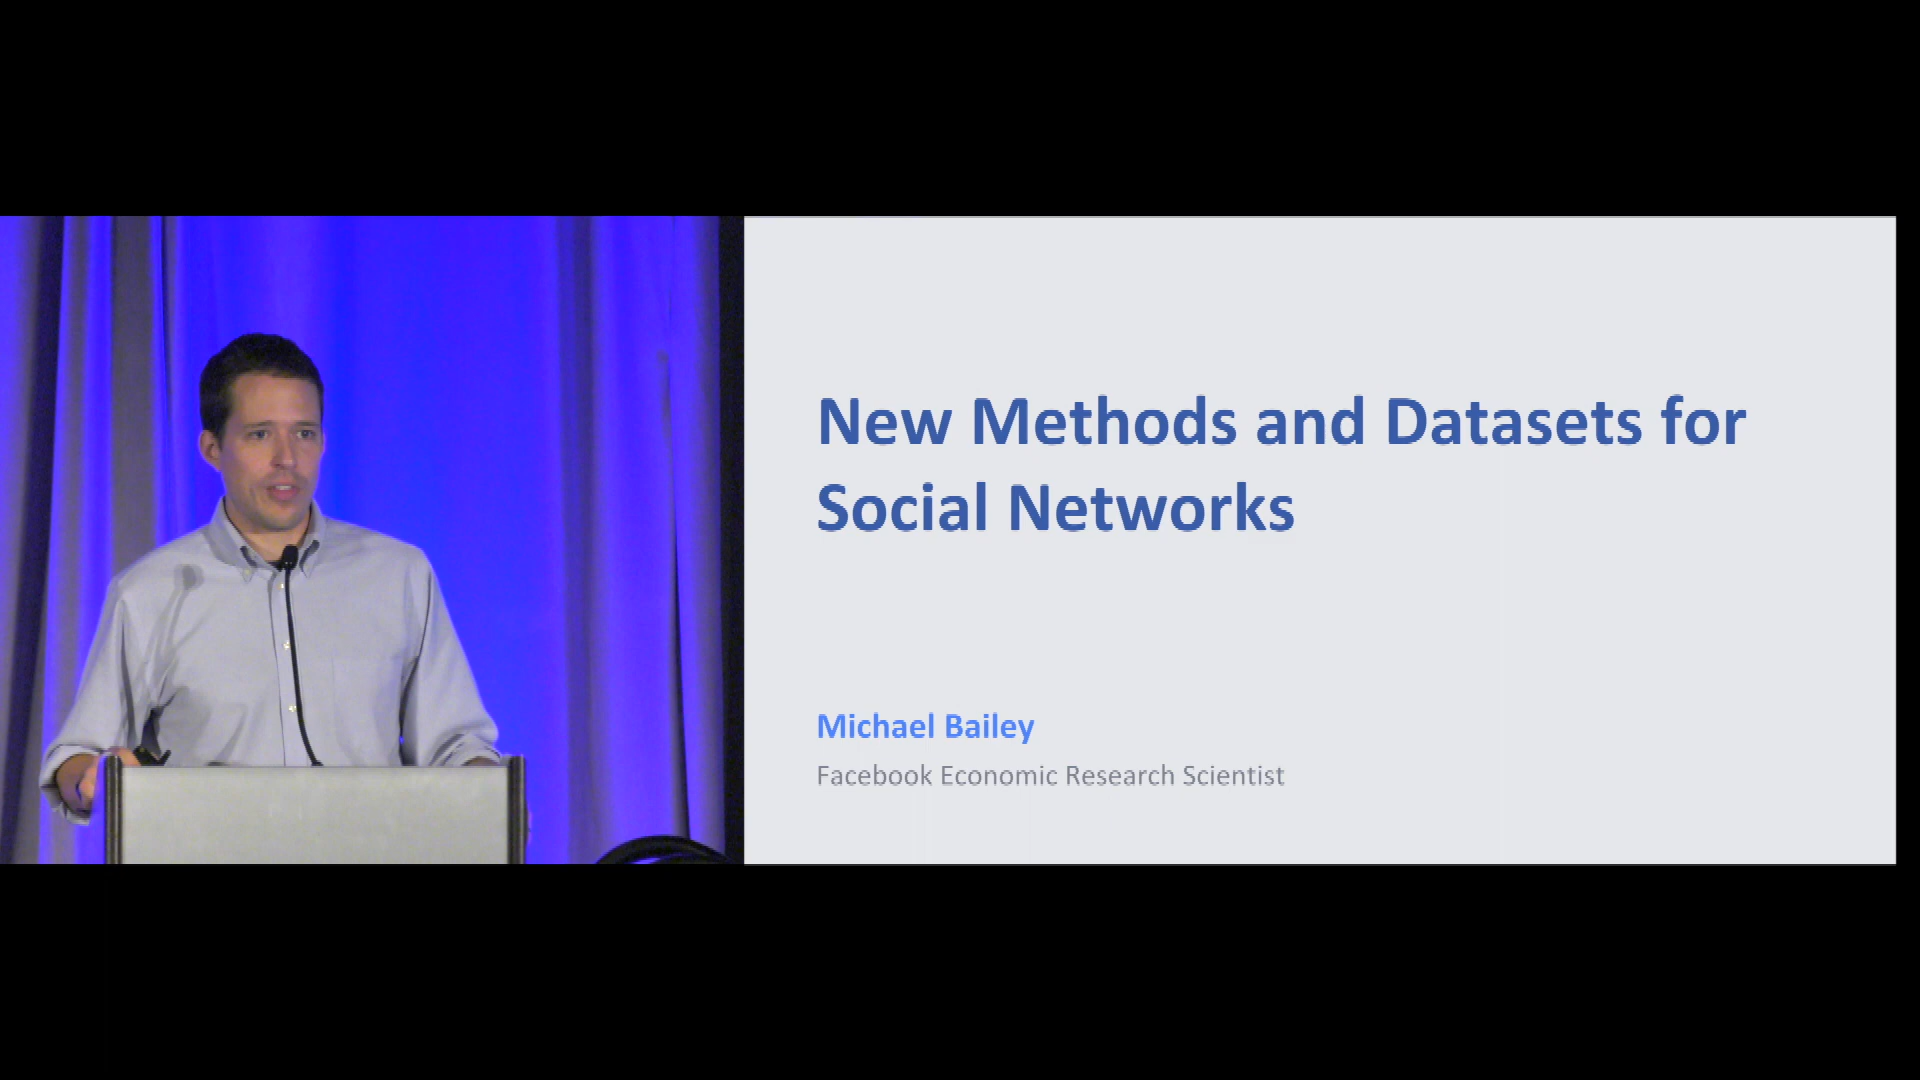 New Methods and Datasets for
Social Networks
Michael Bailey
Facebook Economic Research Scientist